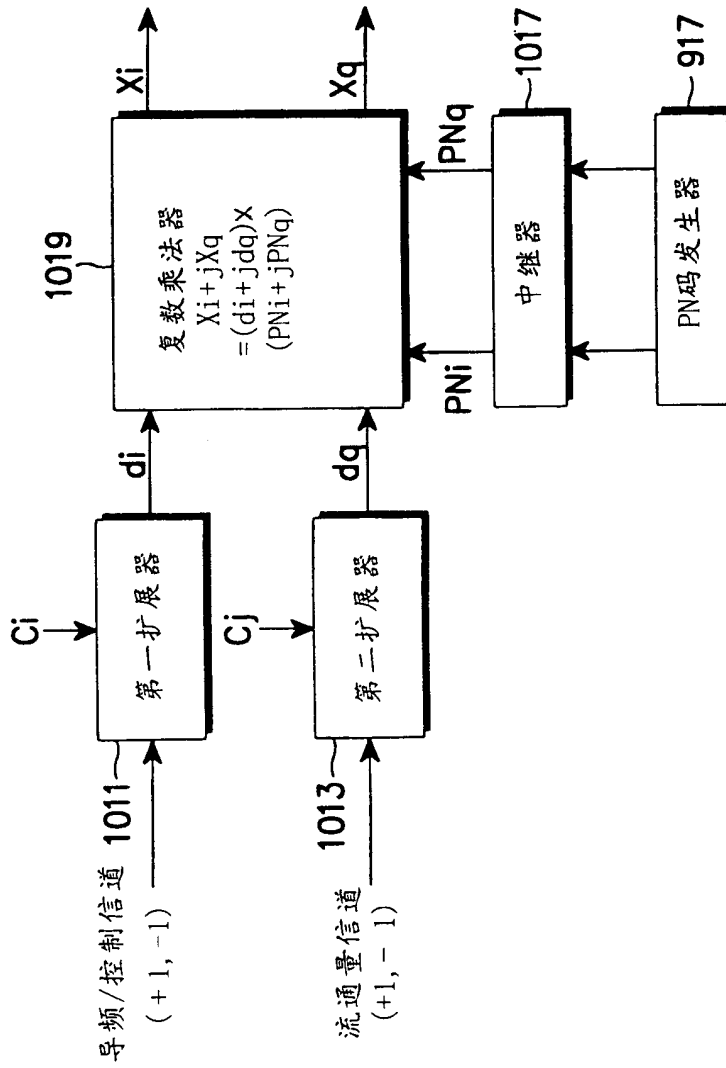 导频/控制信道
(+1, -1)
1011
Ci
第一扩展器
di
流通量信道
(+1, - 1)
1013
Cj
第二扩展器
dq
1019
复数乘法器
Xi+jXq
=(di+jdq)x
(PNi+jPNq)
Xi
Xq
PNi
PNq
中继器
1017
PN码发生器
917